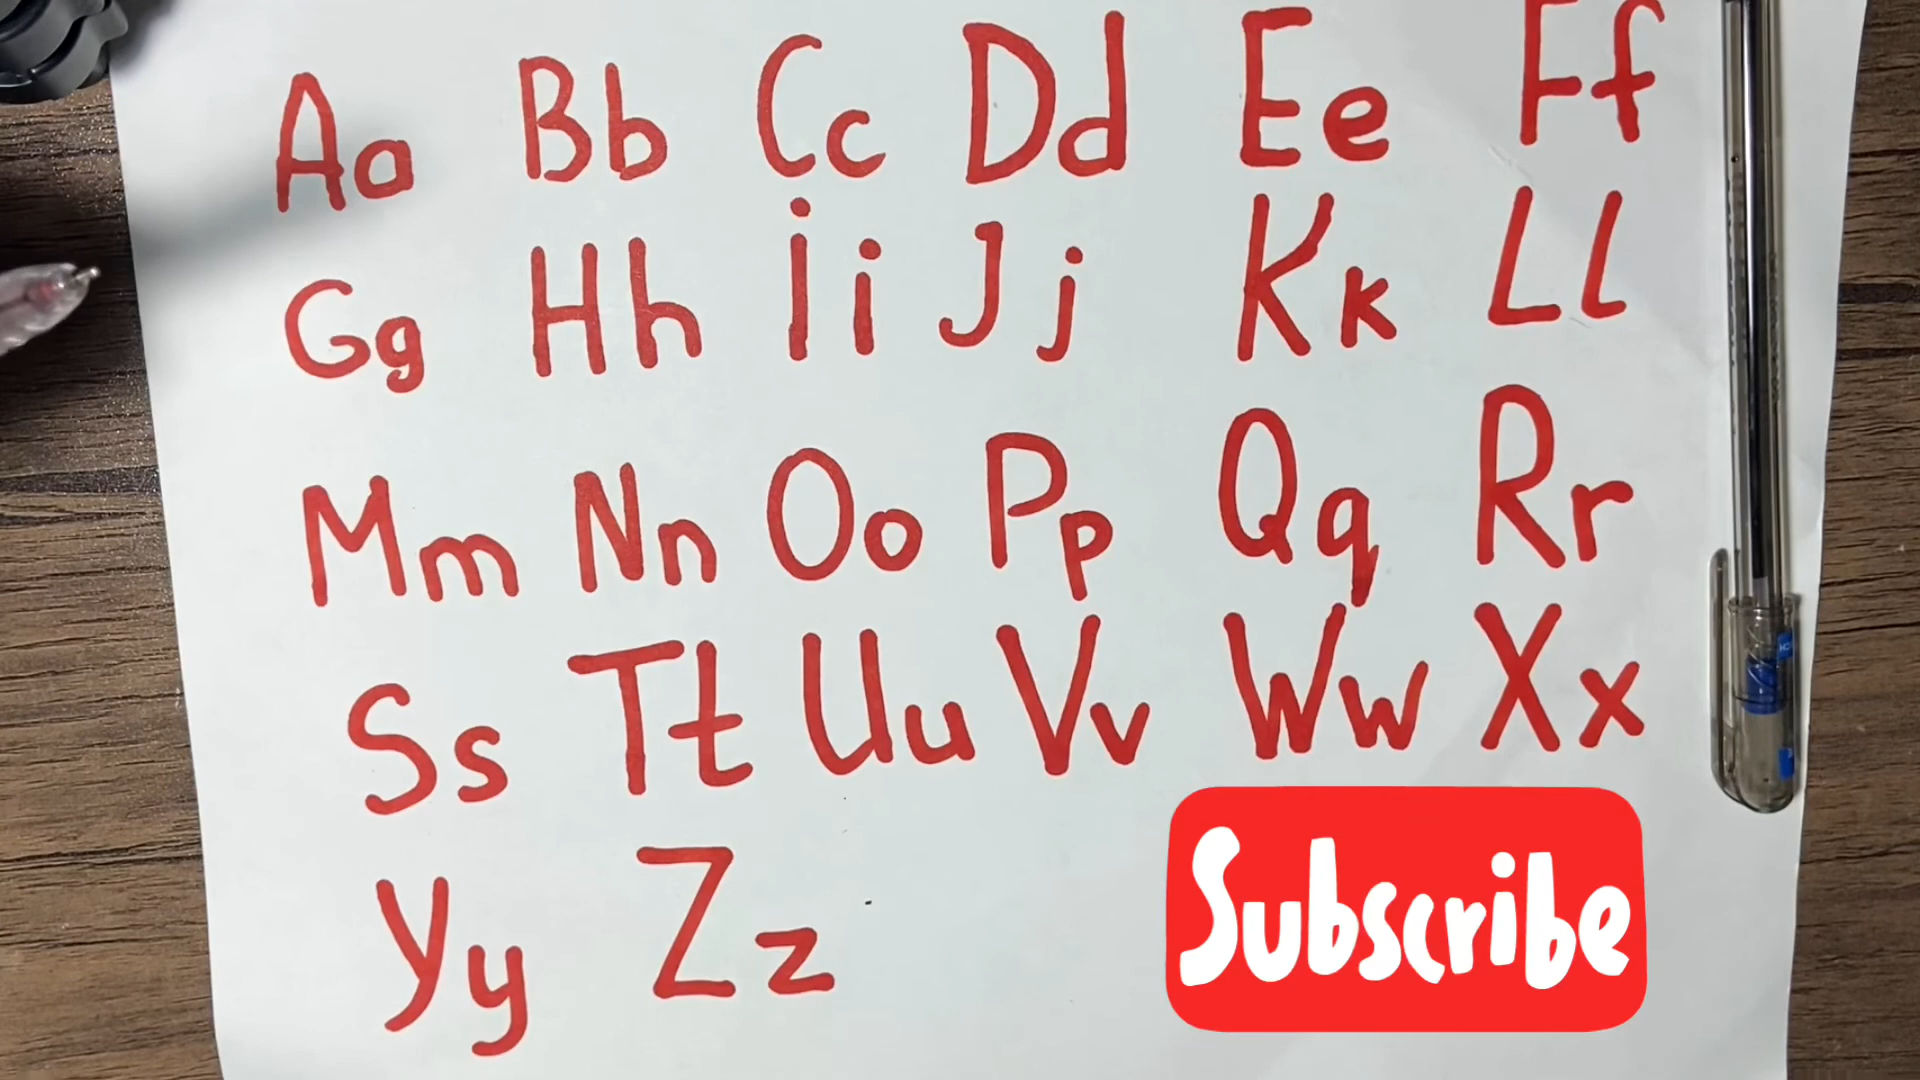 Aa Bb Cc Dd Ee Ff
Gg Hh Ii Jj Kk Ll
Mm Nn Oo Pp Qq Rr
Ss Tt Uu Vv Ww Xx
Yy Zz
Subscribe